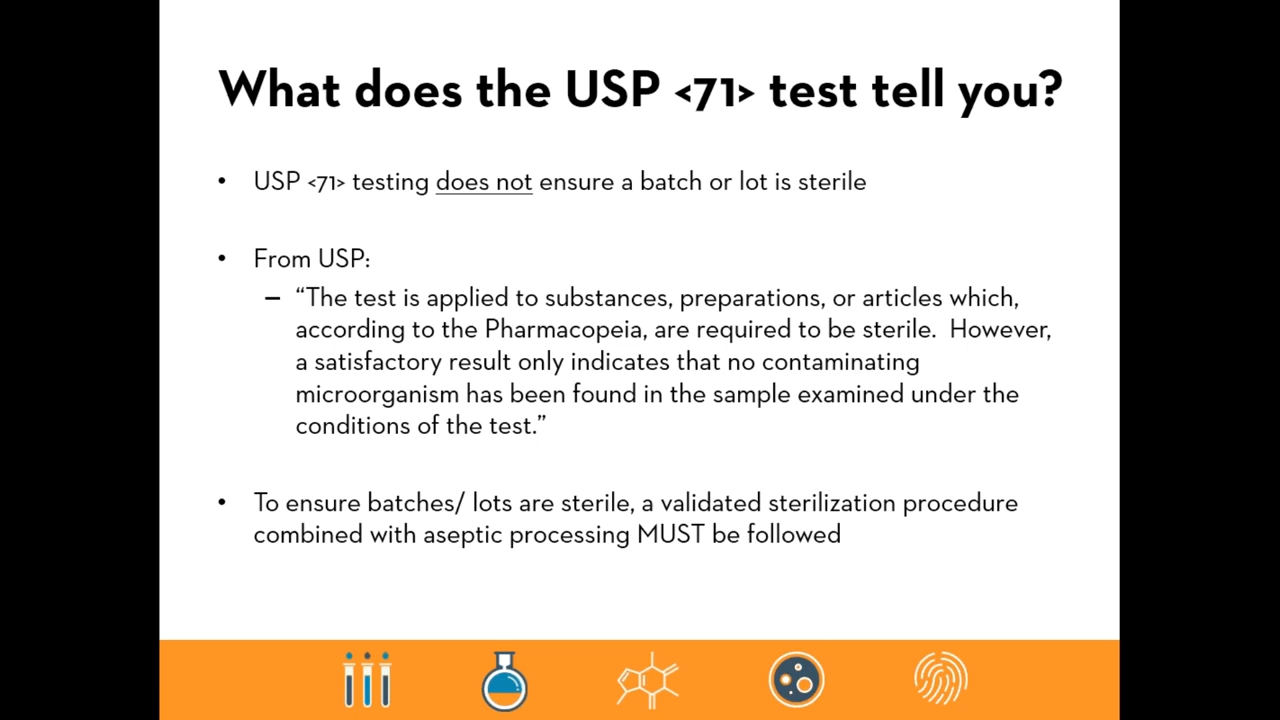 What does the USP <71> test tell you?
• USP <71> testing does not ensure a batch or lot is sterile
• From USP:
– “The test is applied to substances, preparations, or articles which,
according to the Pharmacopeia, are required to be sterile.  However,
a satisfactory result only indicates that no contaminating
microorganism has been found in the sample examined under the
conditions of the test.”
• To ensure batches/ lots are sterile, a validated sterilization procedure
combined with aseptic processing MUST be followed